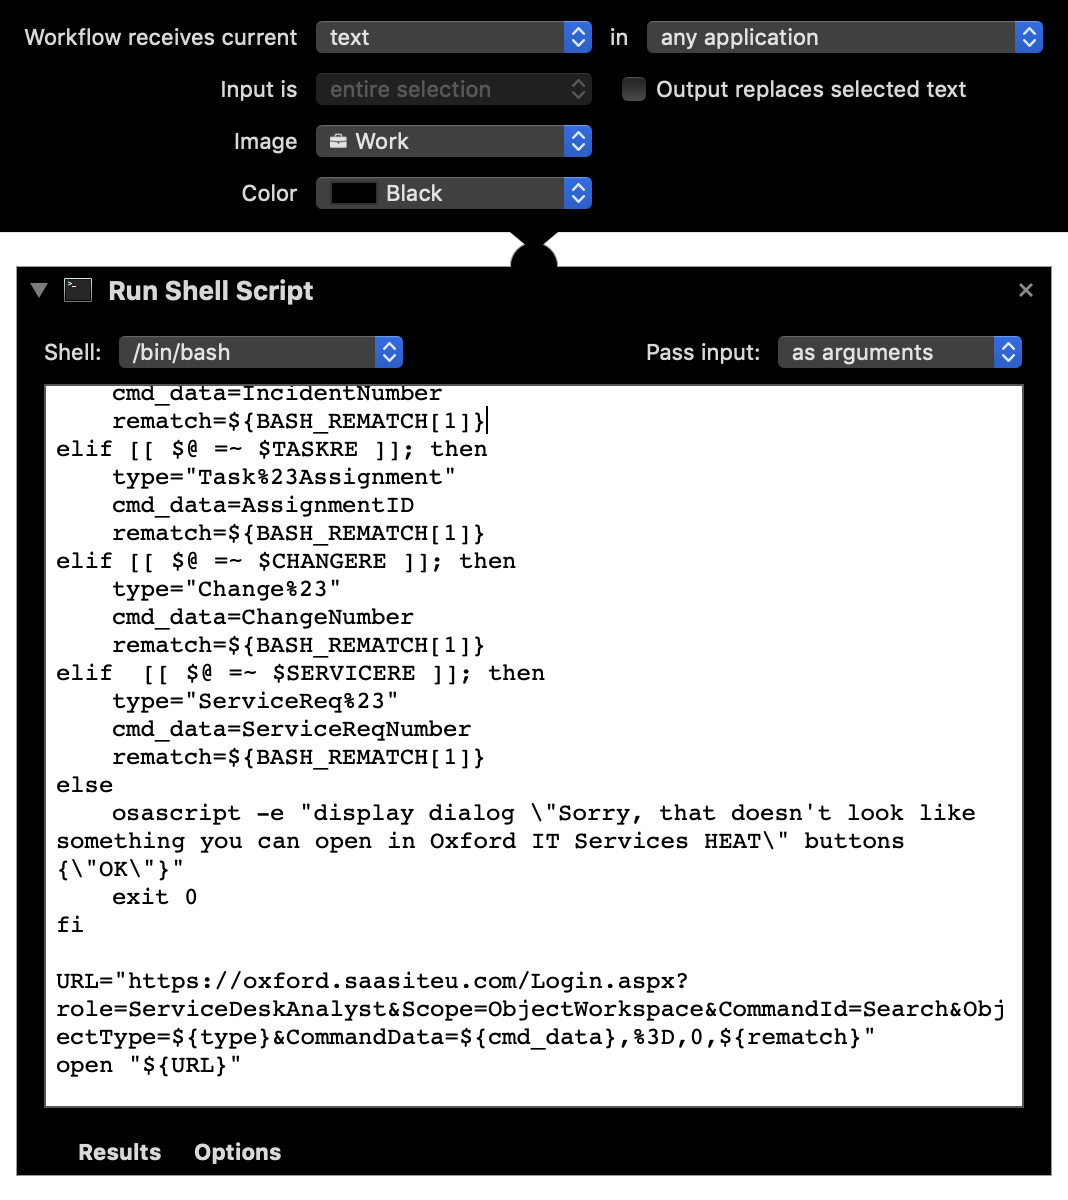 Workflow receives current text in any application
Input is entire selection Output replaces selected text
Image Work
Color Black
Run Shell Script
Shell: /bin/bash Pass input: as arguments
    cmd_data=IncidentNumber
    rematch=${BASH_REMATCH[1]}
elif [[ $@ =~ $TASKRE ]]; then
    type="Task%23Assignment"
    cmd_data=AssignmentID
    rematch=${BASH_REMATCH[1]}
elif [[ $@ =~ $CHANGERE ]]; then
    type="Change%23"
    cmd_data=ChangeNumber
    rematch=${BASH_REMATCH[1]}
elif  [[ $@ =~ $SERVICERE ]]; then
    type="ServiceReq%23"
    cmd_data=ServiceReqNumber
    rematch=${BASH_REMATCH[1]}
else
    osascript -e "display dialog \"Sorry, that doesn't look like
something you can open in Oxford IT Services HEAT\" buttons
{\"OK\"}"
    exit 0
fi
URL="https://oxford.saasiteu.com/Login.aspx?
role=ServiceDeskAnalyst&Scope=ObjectWorkspace&CommandId=Search&Obj
ectType=${type}&CommandData=${cmd_data},%3D,0,${rematch}"
open "${URL}"
Results Options